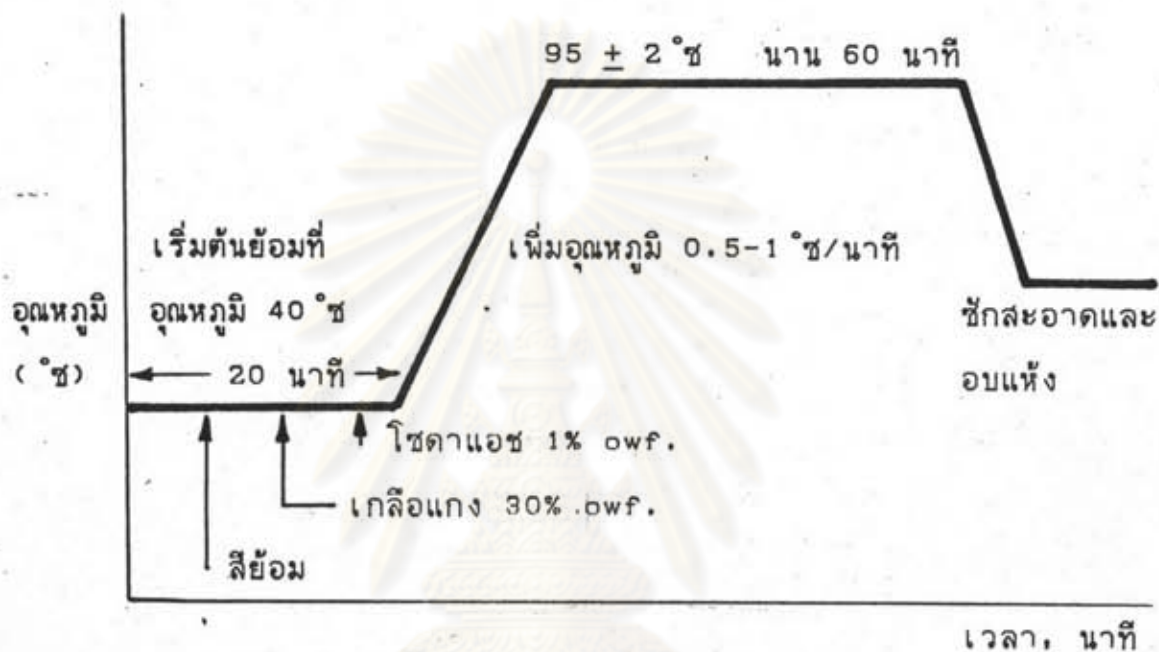 95 ± 2 °ซ นาน 60 นาที
เริ่มต้นย้อมที่
เพิ่มอุณหภูมิ 0.5-1 °ซ/นาที
อุณหภูมิ
(°ซ)
อุณหภูมิ 40 °ซ
20 นาที
ซักสะอาดและ
อบแห้ง
โซดาแอช 1% owf.
เกลือแกง 30% owf.
สีย้อม
เวลา, นาที